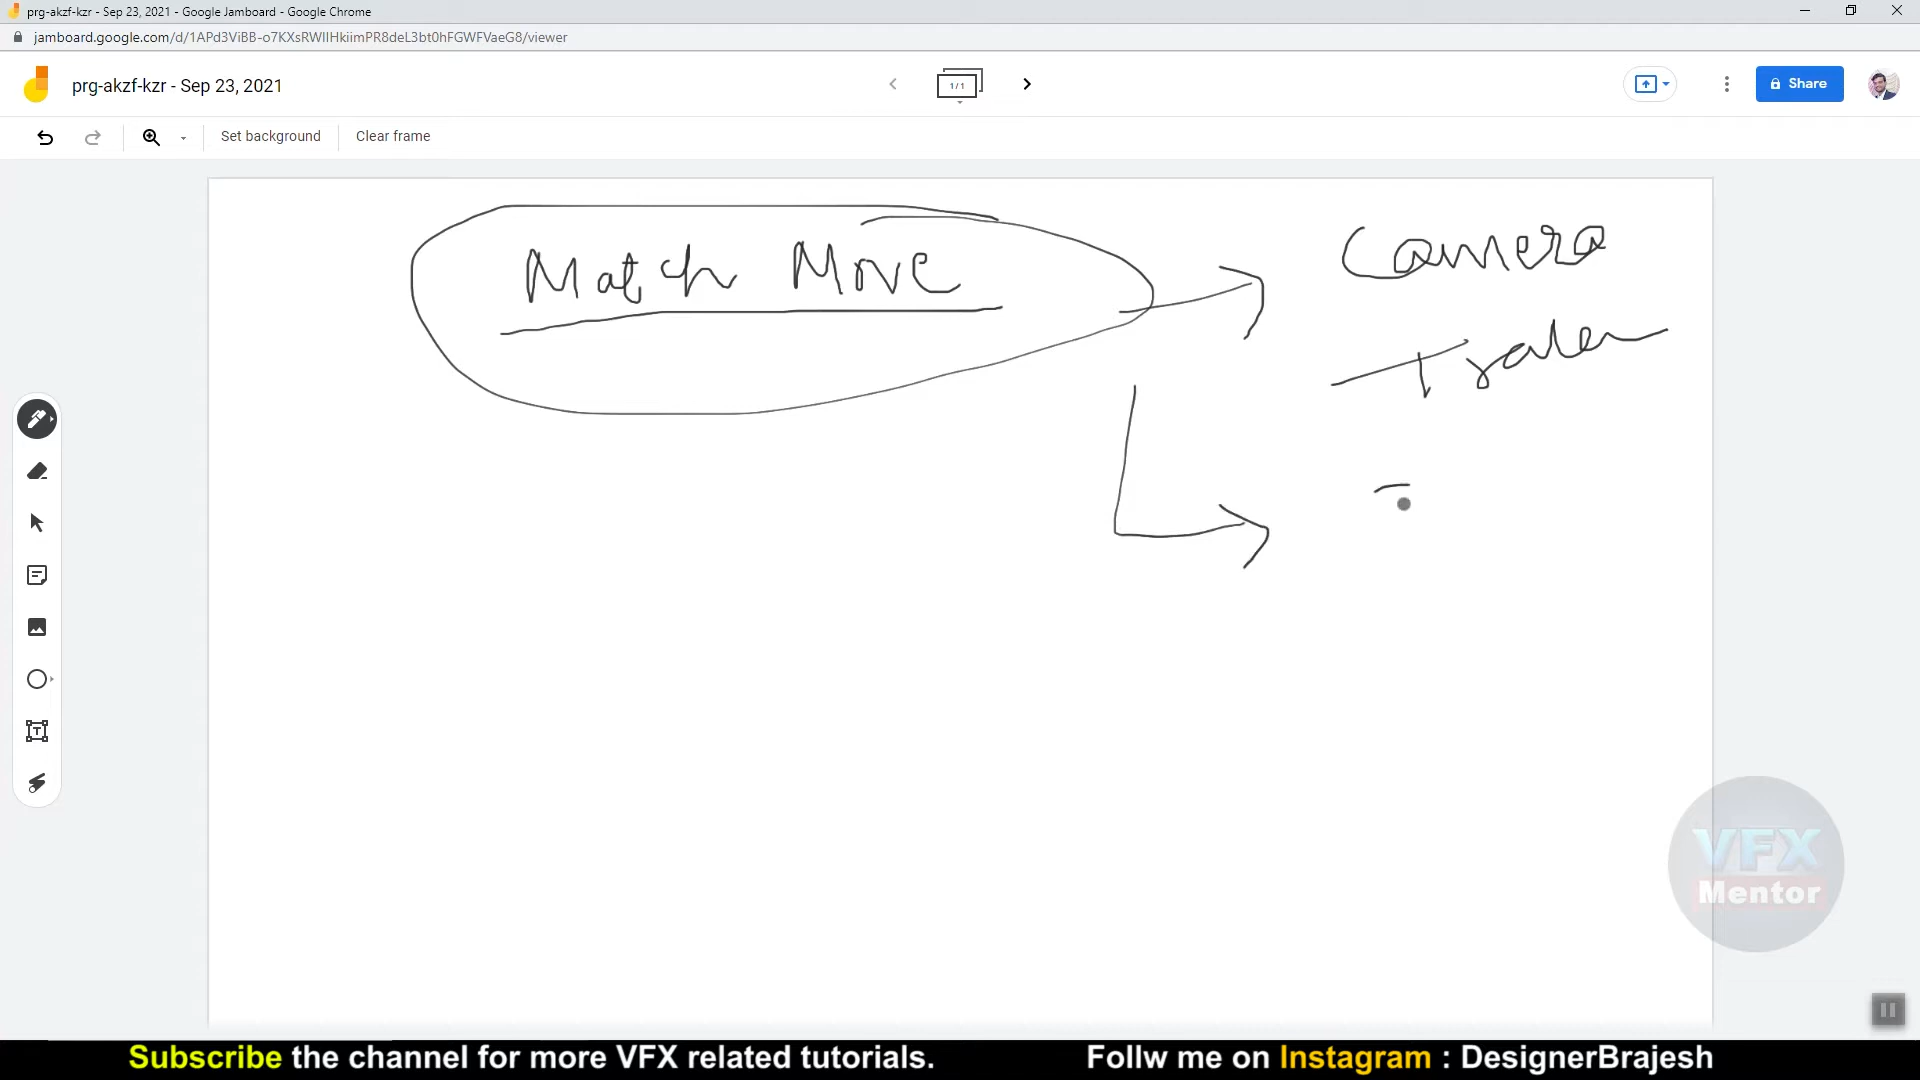 prg-akzf-kzr - Sep 23, 2021 - Google Jamboard - Google Chrome
jamboard.google.com/d/1APd3ViBB-o7KXsRWIlHkiimPR8deL3bt0hFGWFVaeG8/viewer
prg-akzf-kzr - Sep 23, 2021
1 / 1
Share
Set background
Clear frame
Match Move
Camera
VFX
Mentor
Subscribe the channel for more VFX related tutorials.
Follw me on Instagram : DesignerBrajesh